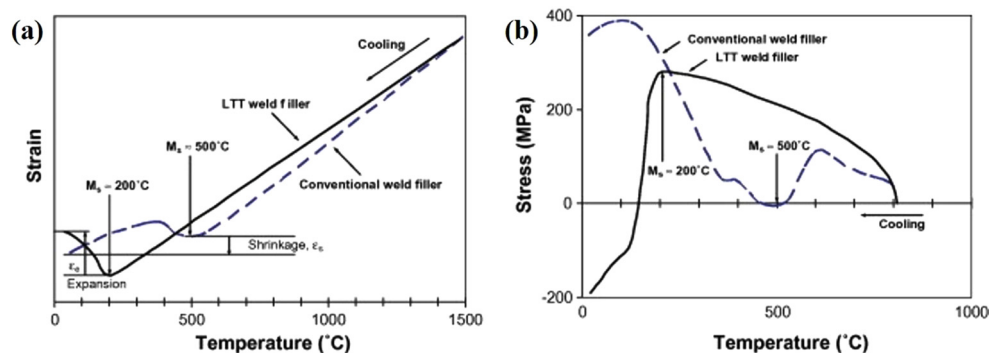 (a)
Cooling
LTT weld f iller
Ms ≈ 500˚C
Strain
Ms ≈ 200˚C
Conventional weld filler
Shrinkage, εs
εe
Expansion
0 500 1000 1500
Temperature (˚C)
(b)
400
Conventional weld filler
LTT weld filler
200
Stress (MPa)
Ms ≈ 500˚C
Ms ≈ 200˚C
0
Cooling
-200
0 1000
Temperature (˚C)